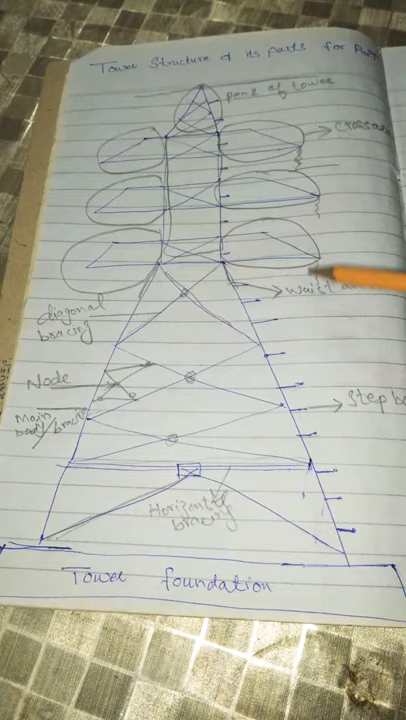 Tower Structure & its parts for
peak of tower
Cross
Waist
diagonal
bracing
Node
Main
Step
Horizontal
bracing
Tower foundation